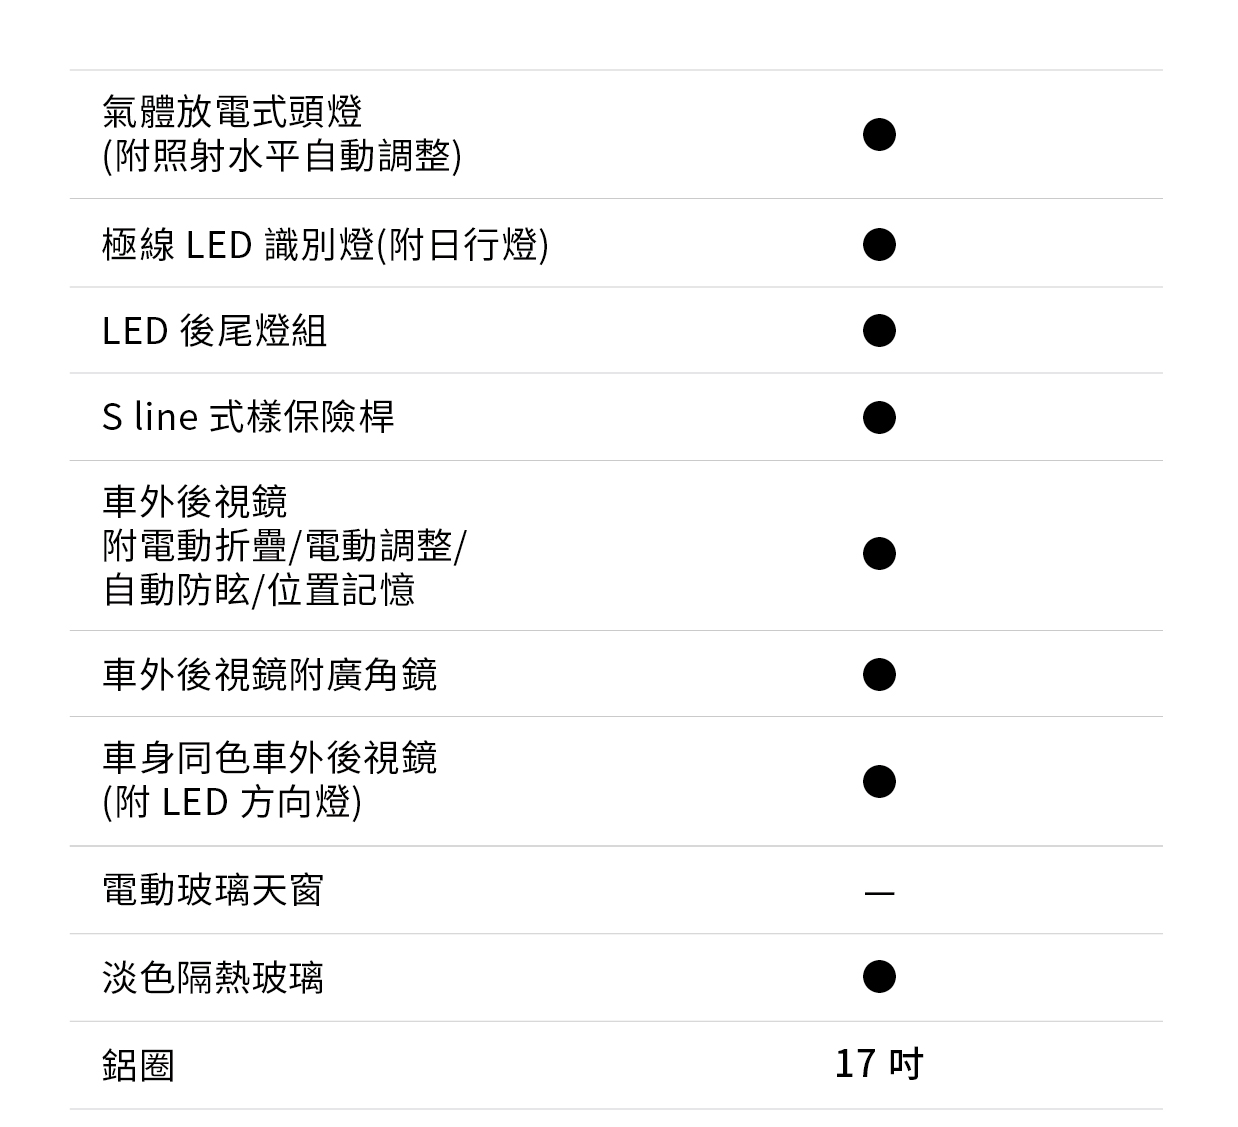 氣體放電式頭燈
(附照射水平自動調整)
●
極線 LED 識別燈(附日行燈)
●
LED 後尾燈組
●
S line 式樣保險桿
●
車外後視鏡
附電動折疊/電動調整/
自動防眩/位置記憶
●
車外後視鏡附廣角鏡
●
車身同色車外後視鏡
(附 LED 方向燈)
●
電動玻璃天窗
—
淡色隔熱玻璃
●
鋁圈
17 吋